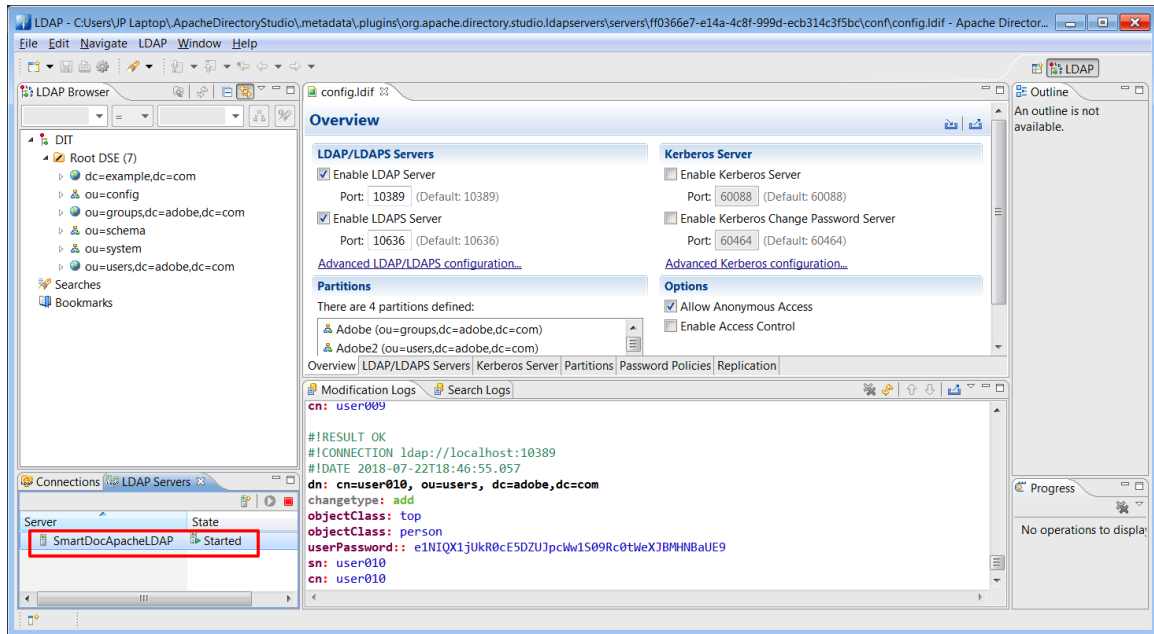 LDAP - C:\Users\JP Laptop\.ApacheDirectoryStudio\.metadata\.plugins\org.apache.directory.studio.ldapservers\servers\ff0366e7-e14a-4c8f-999d-ecb314c3f5bc\conf\config.ldif - Apache Director...
File Edit Navigate LDAP Window Help
LDAP
LDAP Browser
=
DIT
Root DSE (7)
dc=example,dc=com
ou=config
ou=groups,dc=adobe,dc=com
ou=schema
ou=system
ou=users,dc=adobe,dc=com
Searches
Bookmarks
config.ldif
Overview
LDAP/LDAPS Servers
Enable LDAP Server
Port: 10389 (Default: 10389)
Enable LDAPS Server
Port: 10636 (Default: 10636)
Advanced LDAP/LDAPS configuration...
Kerberos Server
Enable Kerberos Server
Port: 60088 (Default: 60088)
Enable Kerberos Change Password Server
Port: 60464 (Default: 60464)
Advanced Kerberos configuration...
Partitions
There are 4 partitions defined:
Adobe (ou=groups,dc=adobe,dc=com)
Adobe2 (ou=users,dc=adobe,dc=com)
Options
Allow Anonymous Access
Enable Access Control
Overview LDAP/LDAPS Servers Kerberos Server Partitions Password Policies Replication
Outline
An outline is not
available.
Connections LDAP Servers
Server State
SmartDocApacheLDAP Started
Modification Logs Search Logs
cn: user009
#!RESULT OK
#!CONNECTION ldap://localhost:10389
#!DATE 2018-07-22T18:46:55.057
dn: cn=user010, ou=users, dc=adobe,dc=com
changetype: add
objectClass: top
objectClass: person
userPassword:: e1NIQX1jUkR0cE5DZUJpcWw1S09Rc0tWeXJBMHNBaUE9
sn: user010
cn: user010
Progress
No operations to display